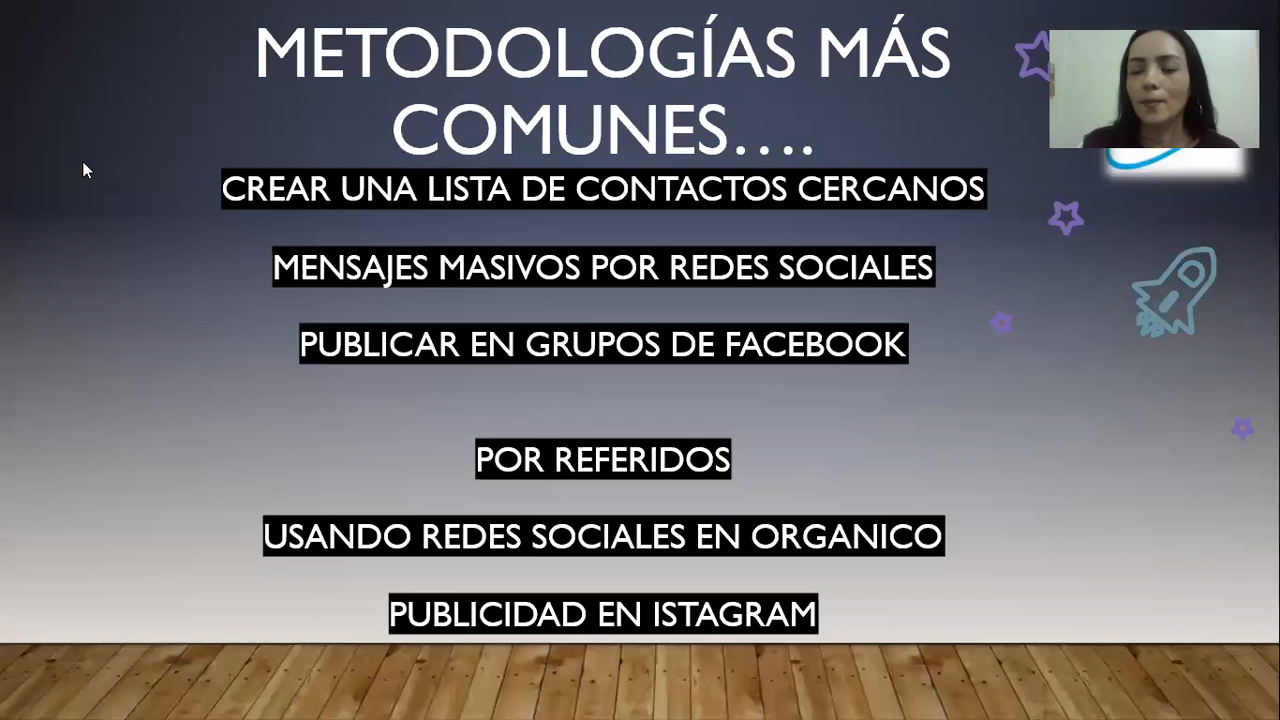 METODOLOGÍAS MÁS
COMUNES....
CREAR UNA LISTA DE CONTACTOS CERCANOS
MENSAJES MASIVOS POR REDES SOCIALES
PUBLICAR EN GRUPOS DE FACEBOOK
POR REFERIDOS
USANDO REDES SOCIALES EN ORGANICO
PUBLICIDAD EN ISTAGRAM